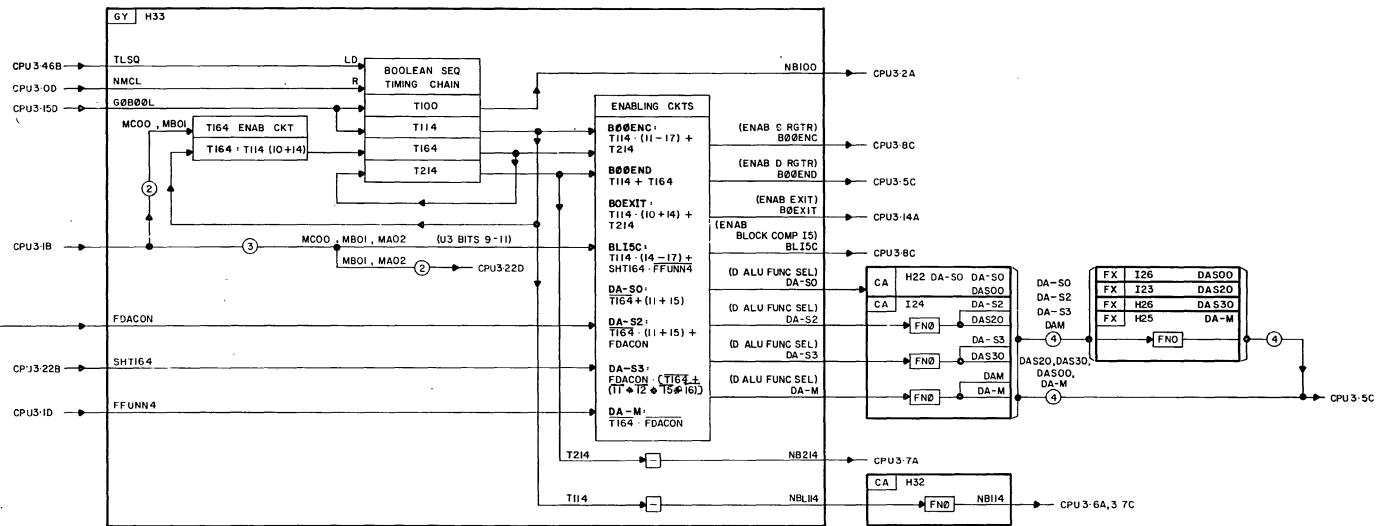 GY H33
CPU3·46B TLSQ LD
CPU3·0D NMCL R
CPU3·15D GØBØØL
BOOLEAN SEQ
TIMING CHAIN
T100
T114
T164
T214
MC00, MB01
T164 ENAB CKT
T164 = T114 (10+14)
2
CPU3·1B
3
MC00, MB01, MA02 (U3 BITS 9-11)
MB01, MA02
2
CPU3·22D
FDACON
CPU3·22B SHT164
CPU3·1D FFUNN4
ENABLING CKTS
BØØENC:
T114·(11-17) +
T214
BØØEND
T114 + T164
BOEXIT:
T114·(10+14) +
T214
BLI5C:
T114·(14-17) +
SHT164·FFUNN4
DA-S0:
T164+(11+15)
DA-S2:
T164·(11+15) +
FDACON
DA-S3:
FDACON·[T164+
(11+12+15+16)]
DA-M:
T164·FDACON
NB100
CPU3·2A
(ENAB C RGTR)
BØØENC
CPU3·8C
(ENAB D RGTR)
BØØEND
CPU3·5C
(ENAB EXIT)
BØEXIT
CPU3·14A
(ENAB
BLOCK COMP I5)
BLI5C
CPU3·8C
(D ALU FUNC SEL)
DA-S0
(D ALU FUNC SEL)
DA-S2
(D ALU FUNC SEL)
DA-S3
(D ALU FUNC SEL)
DA-M
CA H22 DA-S0 DA-S0
DAS00
CA I24 DA-S2
FNØ DAS20
DA-S3
FNØ DAS30
DAM
FNØ DA-M
DA-S0
DA-S2
DA-S3
DAM
4
DAS20, DAS30,
DAS00,
DA-M
4
FX I26 DAS00
FX I23 DAS20
FX H26 DAS30
FX H25 DA-M
FNO
4
CPU3·5C
T214 — NB214
CPU3·7A
T114 — NBL114
CA H32
FNØ NB114
CPU3·6A, 3 7C